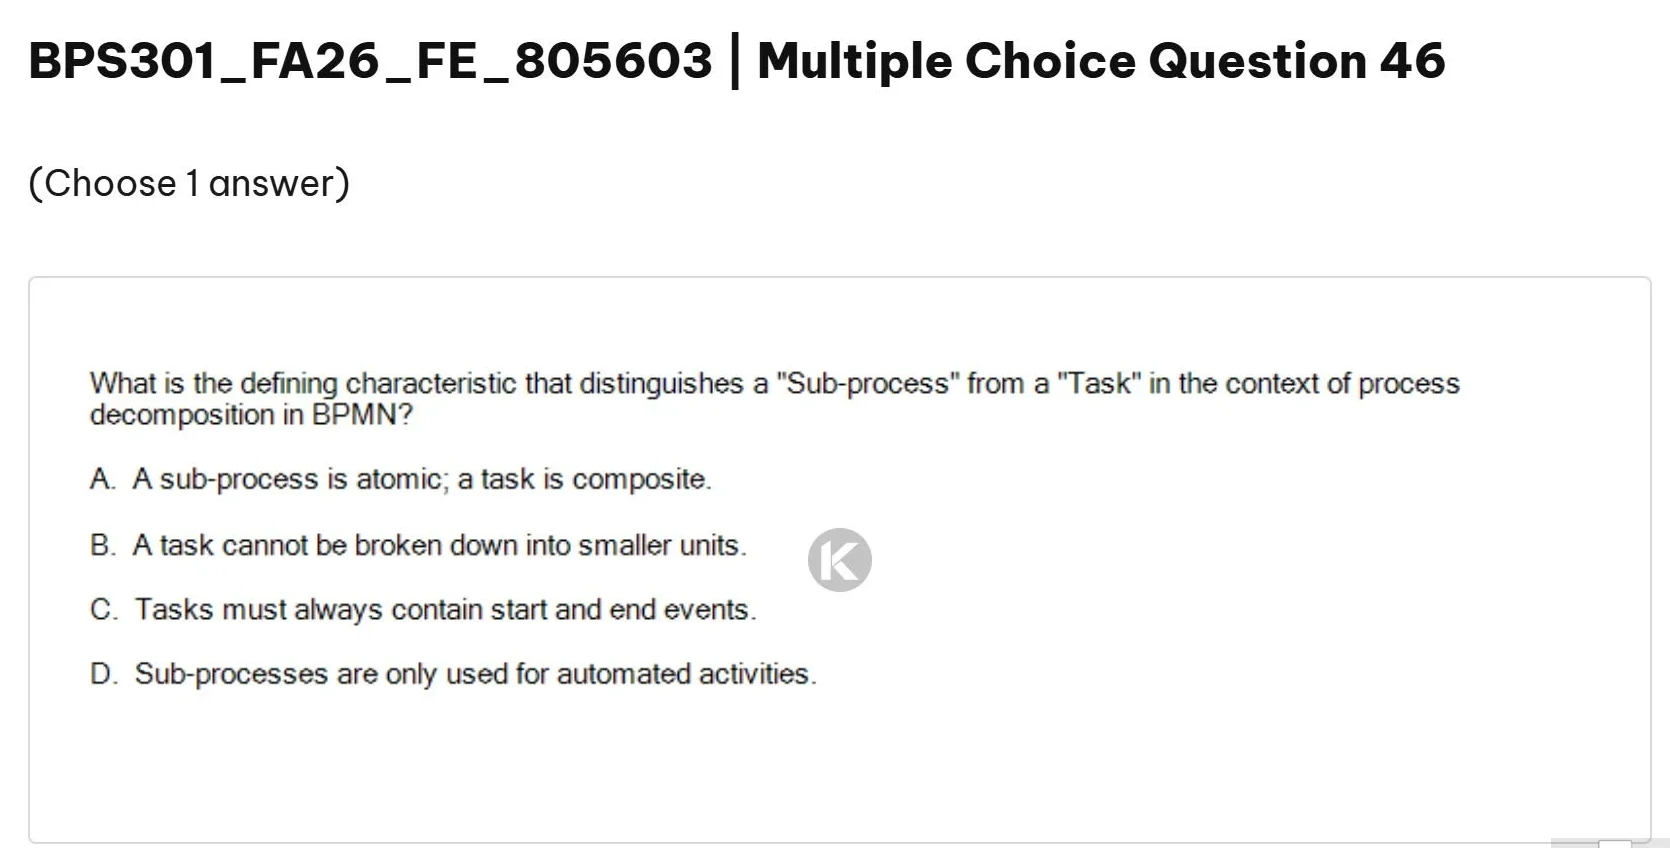 BPS301_FA26_FE_805603 | Multiple Choice Question 46
(Choose 1 answer)
What is the defining characteristic that distinguishes a "Sub-process" from a "Task" in the context of process
decomposition in BPMN?
A. A sub-process is atomic; a task is composite.
B. A task cannot be broken down into smaller units.
K
C. Tasks must always contain start and end events.
D. Sub-processes are only used for automated activities.